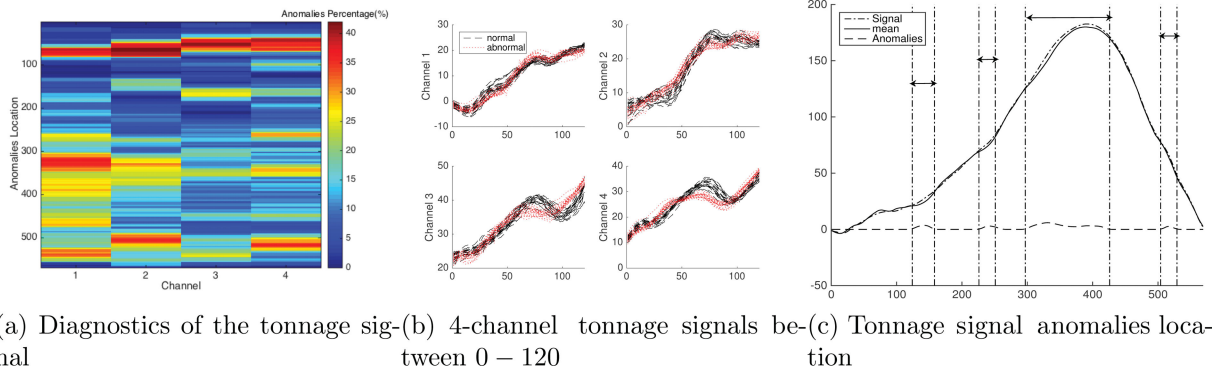 Anomalies Percentage(%)
Anomalies Location
100
200
300
400
500
1 2 3 4
Channel
40
35
30
25
20
15
10
5
0
Channel 1
30
20
10
0
-10
0 50 100
normal
abnormal
Channel 2
30
20
10
0
0 50 100
Channel 3
50
40
30
20
0 50 100
Channel 4
40
30
20
10
0
0 50 100
200
150
100
50
0
-50
0 100 200 300 400 500
Signal
mean
Anomalies
(a) Diagnostics of the tonnage sig-
nal
(b) 4-channel tonnage signals be-
tween 0 − 120
(c) Tonnage signal anomalies loca-
tion